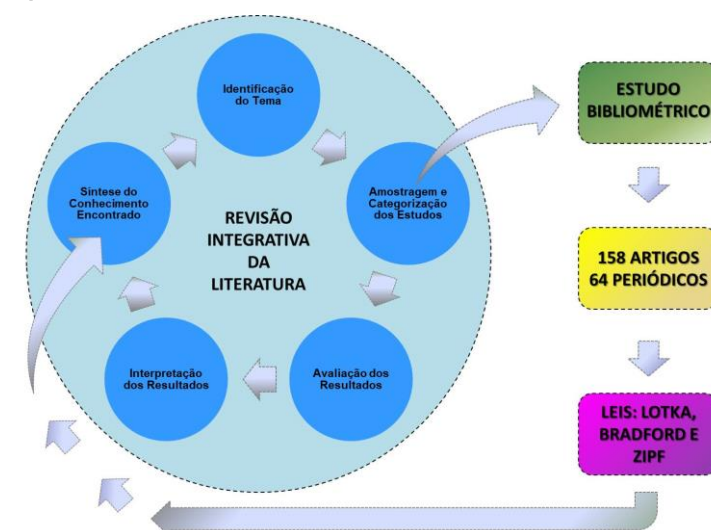 Identificação
do Tema
Amostragem e
Categorização
dos Estudos
Avaliação dos
Resultados
Interpretação
dos Resultados
Síntese do
Conhecimento
Encontrado
REVISÃO
INTEGRATIVA
DA
LITERATURA
ESTUDO
BIBLIOMÉTRICO
158 ARTIGOS
64 PERIÓDICOS
LEIS: LOTKA,
BRADFORD E
ZIPF